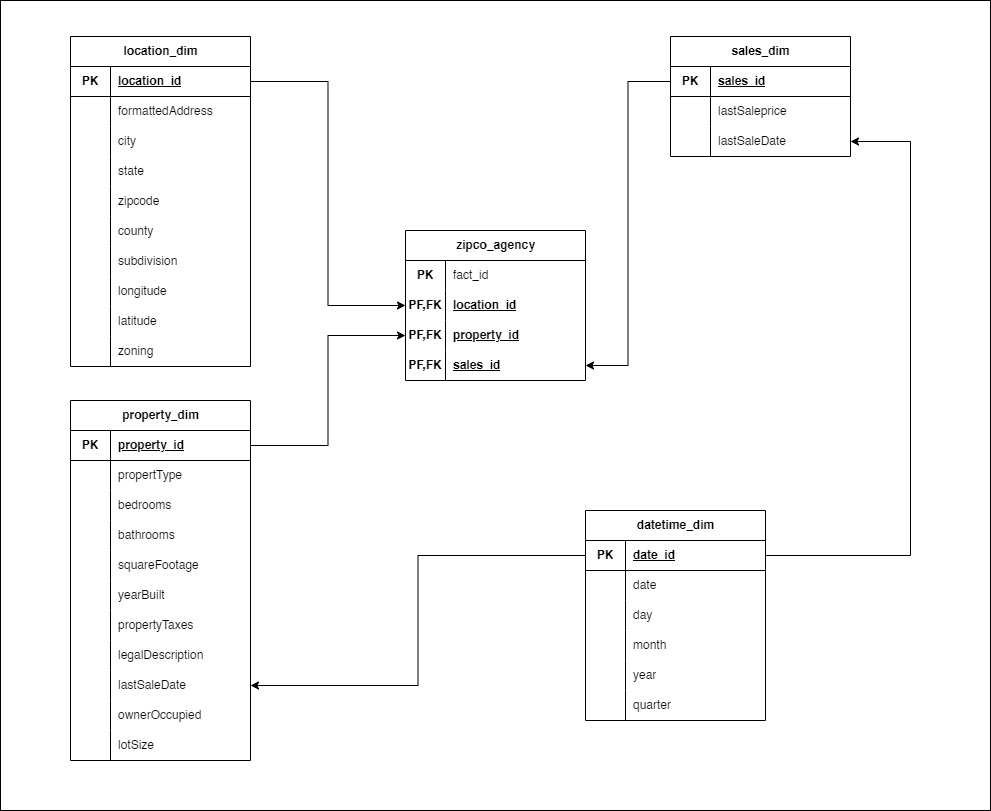 location_dim
PK location_id
formattedAddress
city
state
zipcode
county
subdivision
longitude
latitude
zoning
sales_dim
PK sales_id
lastSaleprice
lastSaleDate
zipco_agency
PK fact_id
PF,FK location_id
PF,FK property_id
PF,FK sales_id
property_dim
PK property_id
propertType
bedrooms
bathrooms
squareFootage
yearBuilt
propertyTaxes
legalDescription
lastSaleDate
ownerOccupied
lotSize
datetime_dim
PK date_id
date
day
month
year
quarter